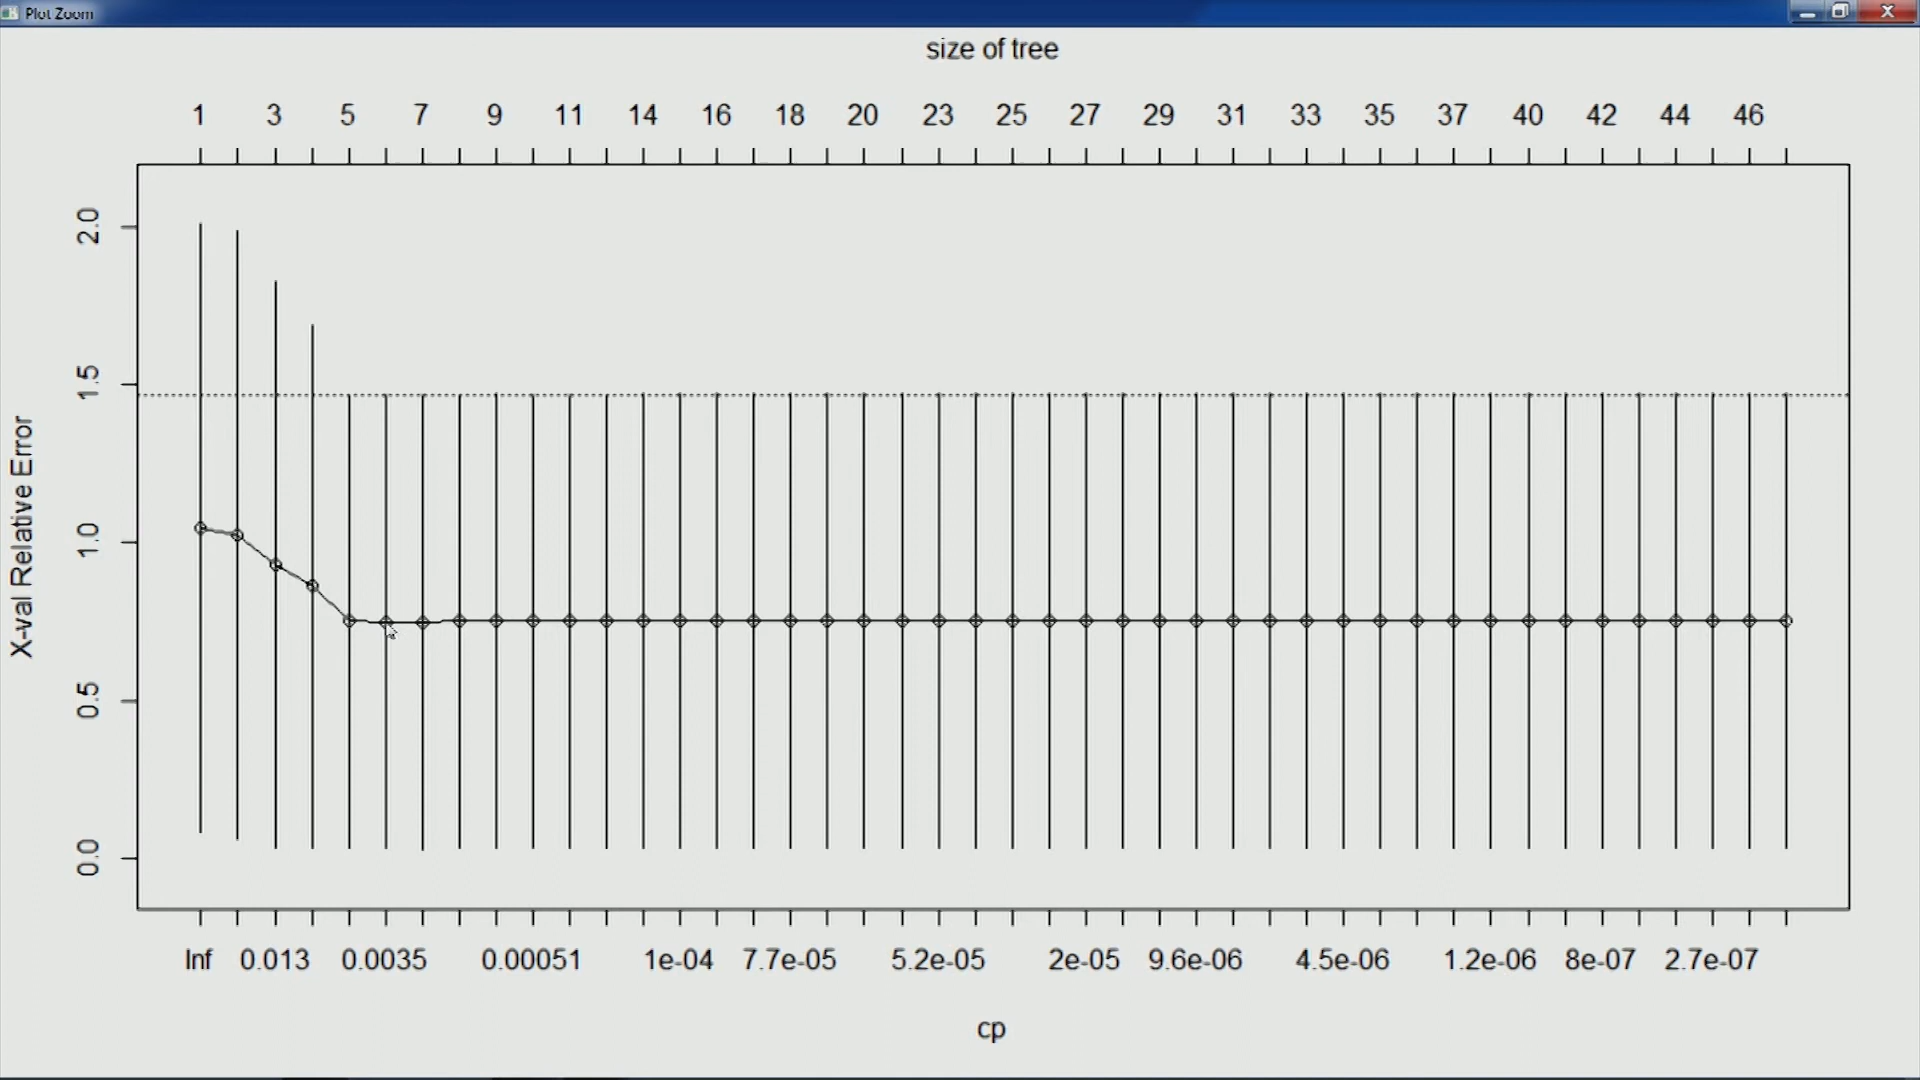 Plot Zoom
size of tree
1 3 5 7 9 11 14 16 18 20 23 25 27 29 31 33 35 37 40 42 44 46
2.0
1.5
1.0
0.5
0.0
X-val Relative Error
Inf 0.013 0.0035 0.00051 1e-04 7.7e-05 5.2e-05 2e-05 9.6e-06 4.5e-06 1.2e-06 8e-07 2.7e-07
cp